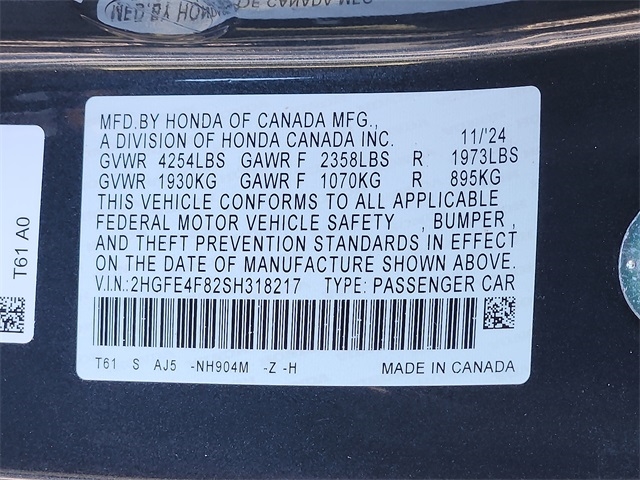 MFD.BY HONDA OF CANADA MFG.,
A DIVISION OF HONDA CANADA INC. 11/'24
GVWR 4254LBS GAWR F 2358LBS R 1973LBS
GVWR 1930KG GAWR F 1070KG R 895KG
THIS VEHICLE CONFORMS TO ALL APPLICABLE
FEDERAL MOTOR VEHICLE SAFETY , BUMPER ,
AND THEFT PREVENTION STANDARDS IN EFFECT
ON THE DATE OF MANUFACTURE SHOWN ABOVE.
V.I.N.:2HGFE4F82SH318217 TYPE: PASSENGER CAR
T61 S AJ5 -NH904M -Z -H MADE IN CANADA
T61 A0